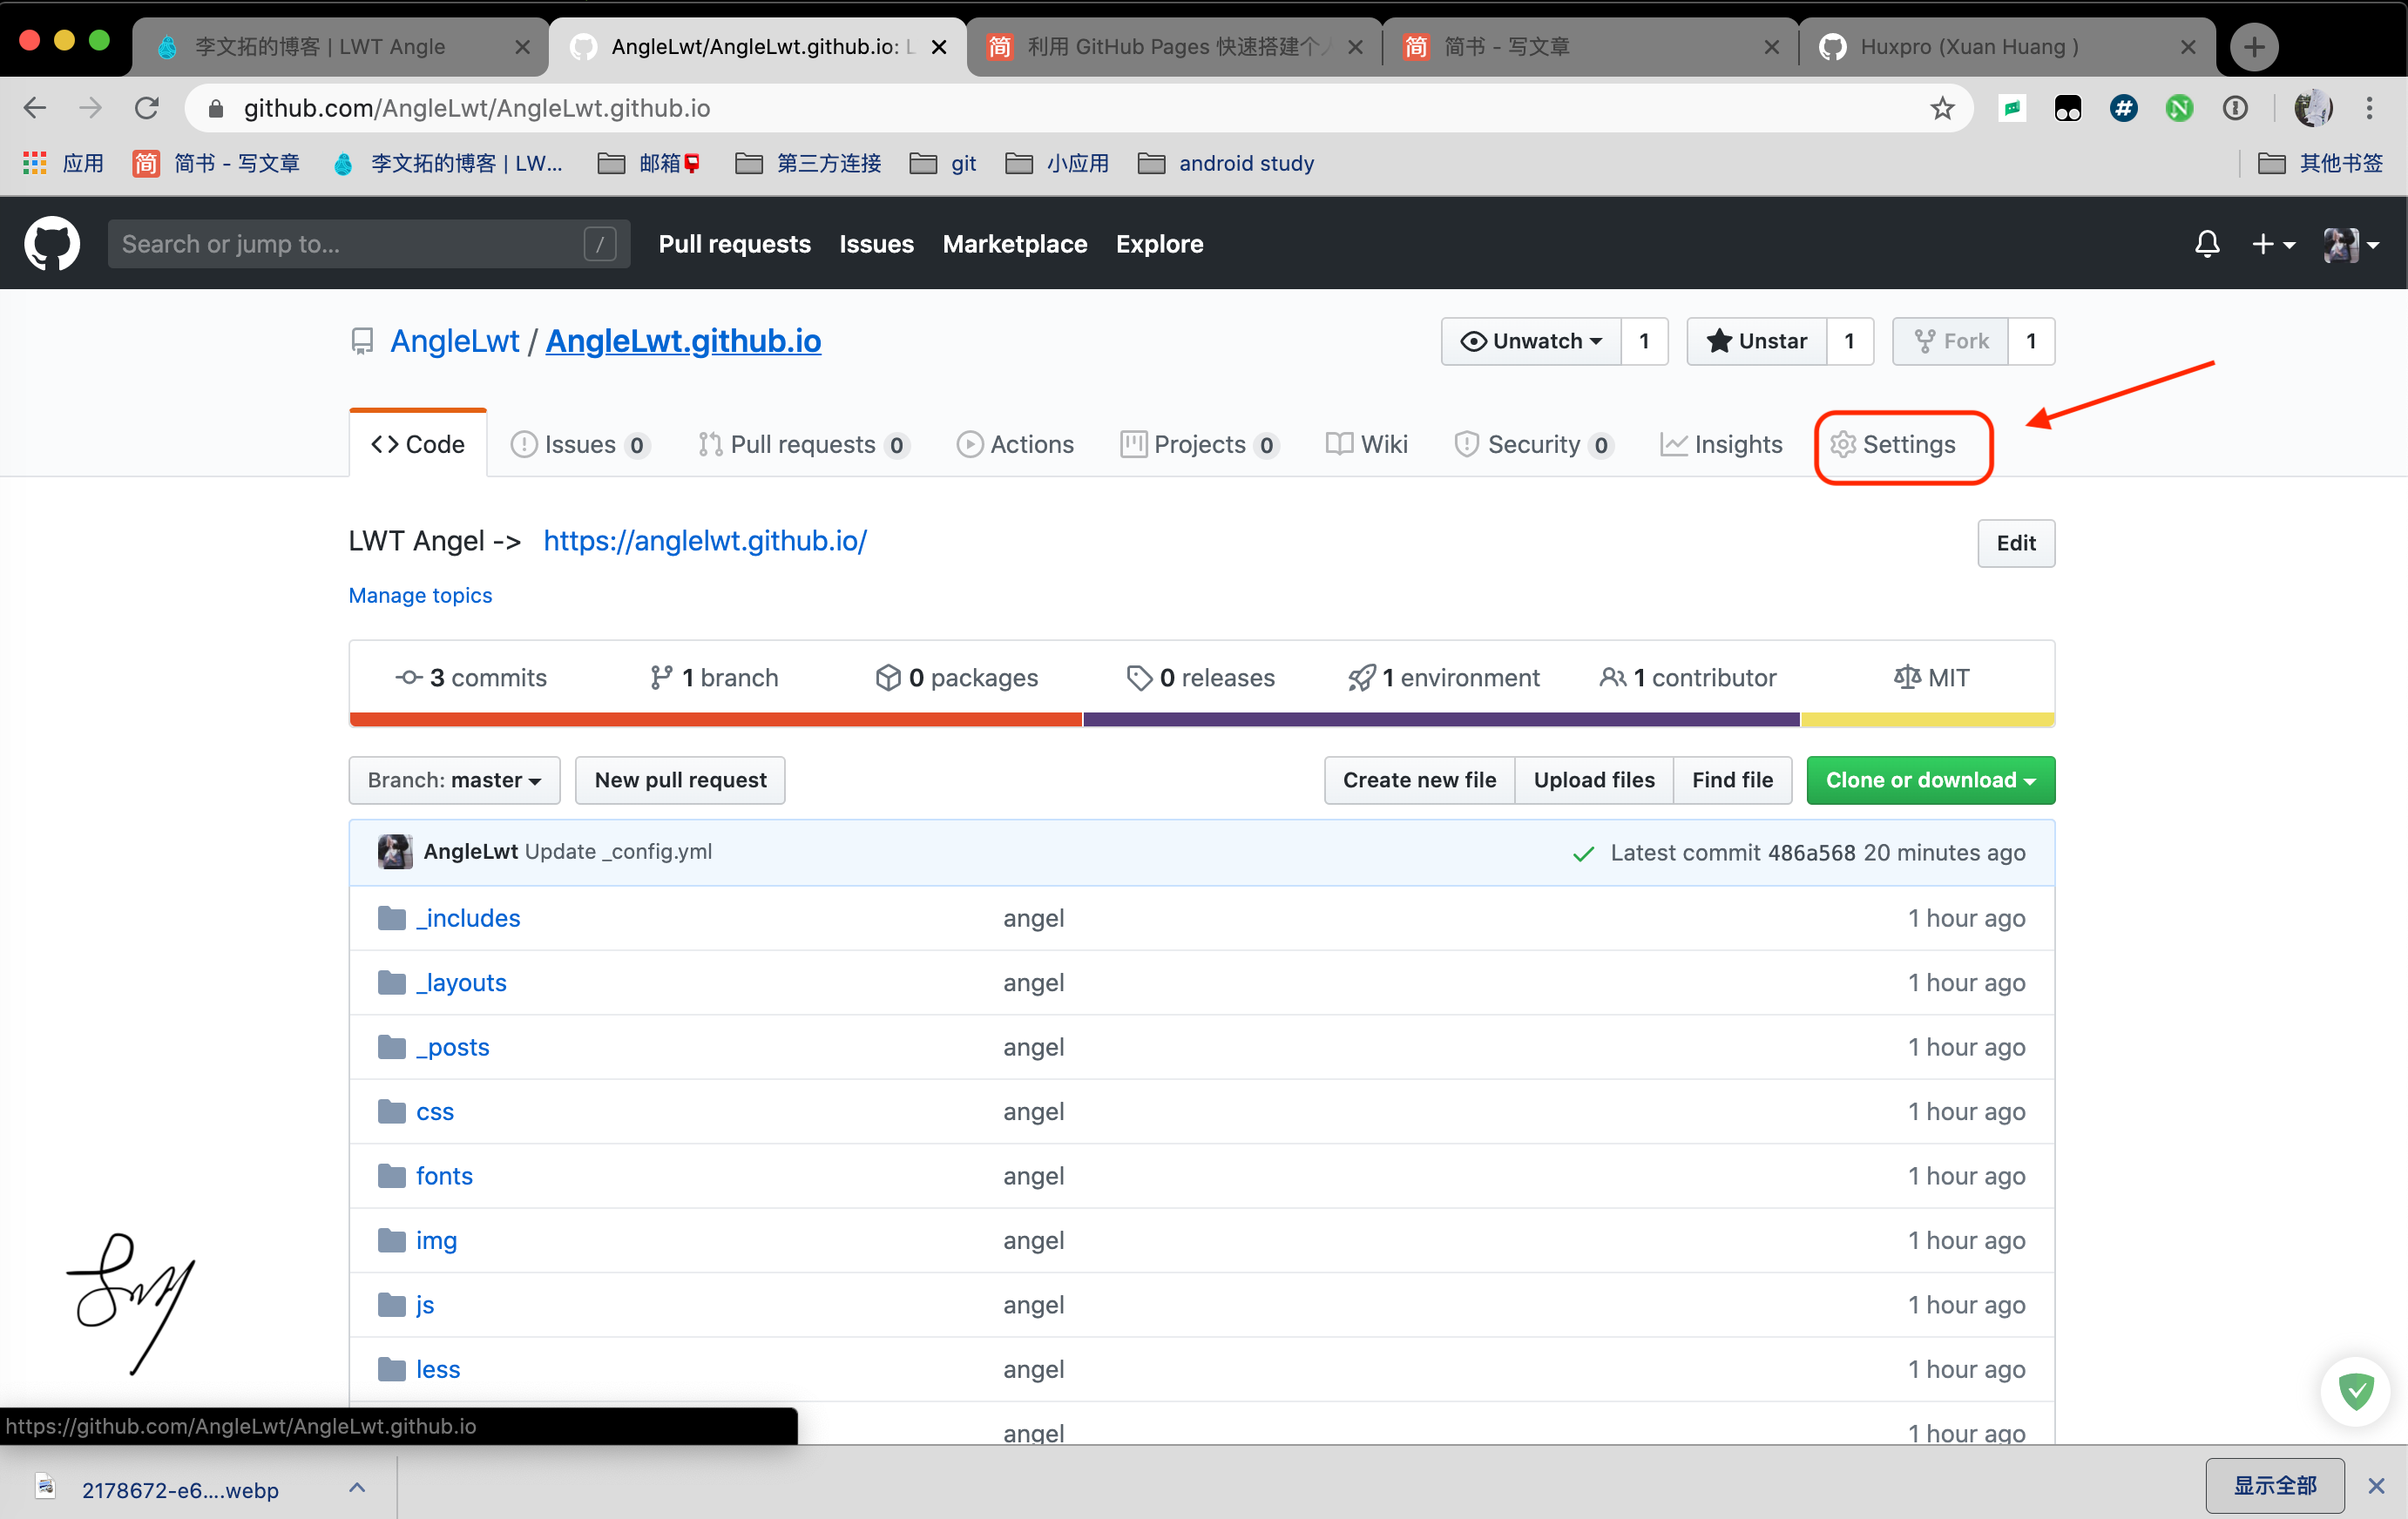 李文拓的博客 | LWT Angle
AngleLwt/AngleLwt.github.io: L
利用 GitHub Pages 快速搭建个人
简书 - 写文章
Huxpro (Xuan Huang )
github.com/AngleLwt/AngleLwt.github.io
应用
简 简书 - 写文章
李文拓的博客 | LW...
邮箱
第三方连接
git
小应用
android study
其他书签
Search or jump to...
/
Pull requests
Issues
Marketplace
Explore
AngleLwt / AngleLwt.github.io
Unwatch 1
Unstar 1
Fork 1
Code
Issues 0
Pull requests 0
Actions
Projects 0
Wiki
Security 0
Insights
Settings
LWT Angel -> https://anglelwt.github.io/
Edit
Manage topics
3 commits
1 branch
0 packages
0 releases
1 environment
1 contributor
MIT
Branch: master
New pull request
Create new file
Upload files
Find file
Clone or download
AngleLwt Update _config.yml
Latest commit 486a568 20 minutes ago
_includes angel 1 hour ago
_layouts angel 1 hour ago
_posts angel 1 hour ago
css angel 1 hour ago
fonts angel 1 hour ago
img angel 1 hour ago
js angel 1 hour ago
less angel 1 hour ago
angel 1 hour ago
https://github.com/AngleLwt/AngleLwt.github.io
2178672-e6....webp
显示全部